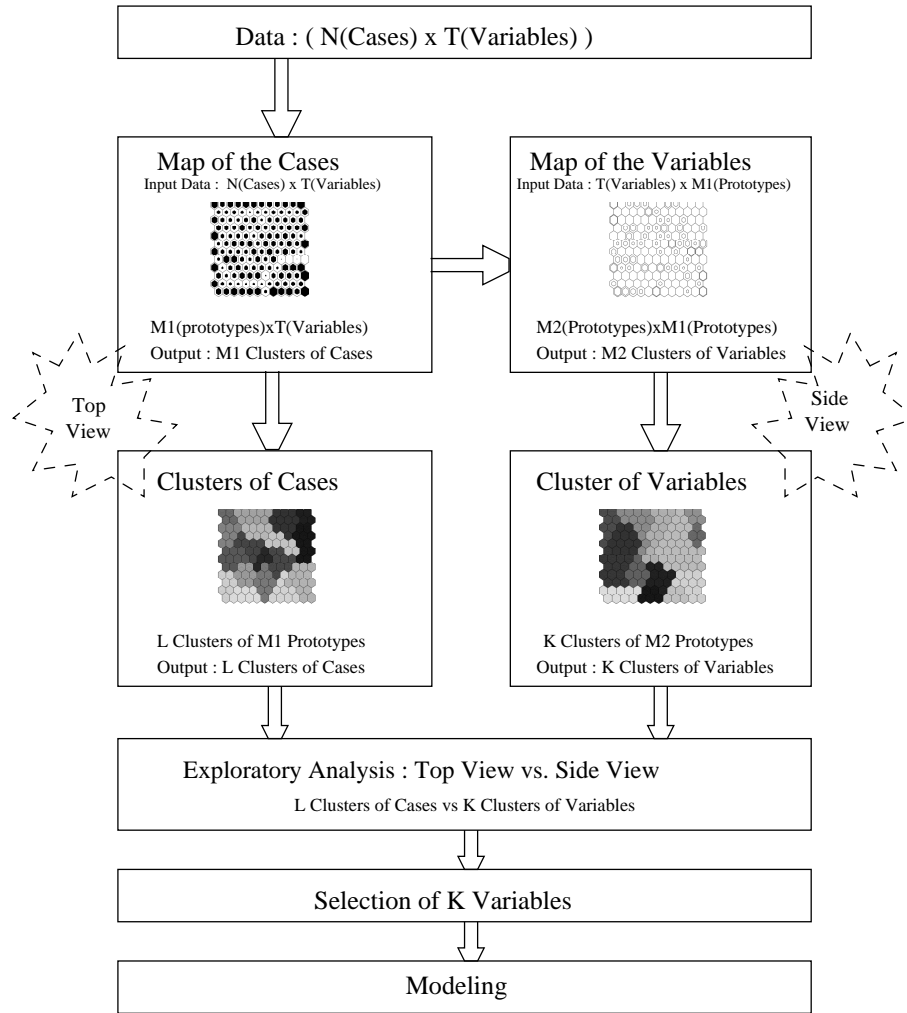 Data : ( N(Cases) x T(Variables) )
Map of the Cases
Input Data : N(Cases) x T(Variables)
M1(prototypes)xT(Variables)
Output : M1 Clusters of Cases
Map of the Variables
Input Data : T(Variables) x M1(Prototypes)
M2(Prototypes)xM1(Prototypes)
Output : M2 Clusters of Variables
Top
View
Side
View
Clusters of Cases
L Clusters of M1 Prototypes
Output : L Clusters of Cases
Cluster of Variables
K Clusters of M2 Prototypes
Output : K Clusters of Variables
Exploratory Analysis : Top View vs. Side View
L Clusters of Cases vs K Clusters of Variables
Selection of K Variables
Modeling